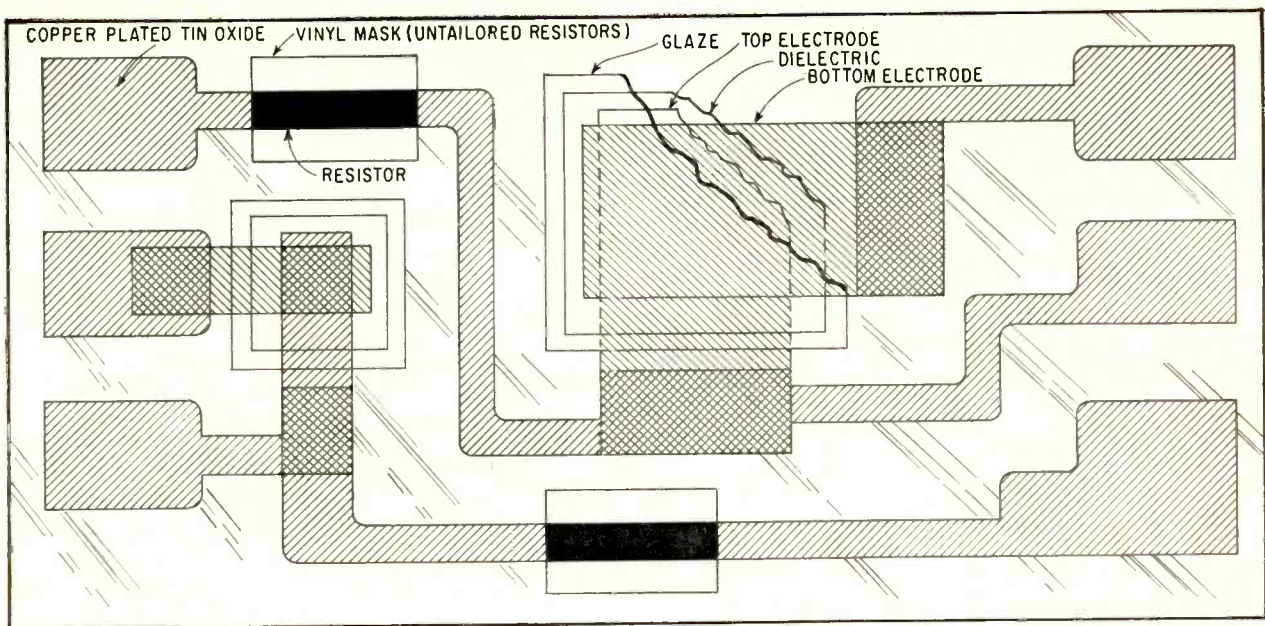 COPPER PLATED TIN OXIDE
VINYL MASK (UNTAILORED RESISTORS)
GLAZE
TOP ELECTRODE
DIELECTRIC
BOTTOM ELECTRODE
RESISTOR